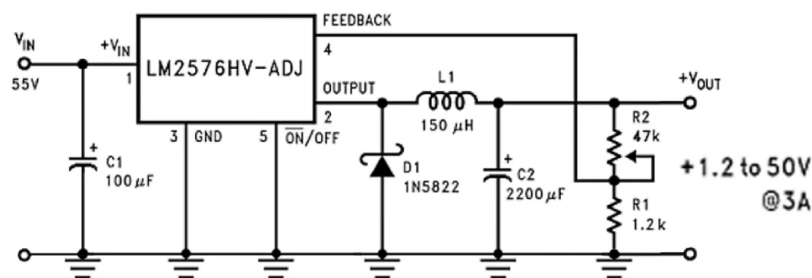 FEEDBACK
V_IN
+V_IN
4
LM2576HV-ADJ
L1
+V_OUT
55V
1
OUTPUT
2
150 μH
R2
47k
3
GND
5
ON/OFF
C1
100μF
+
D1
1N5822
+
C2
2200μF
+1.2 to 50V
@3A
R1
1.2k